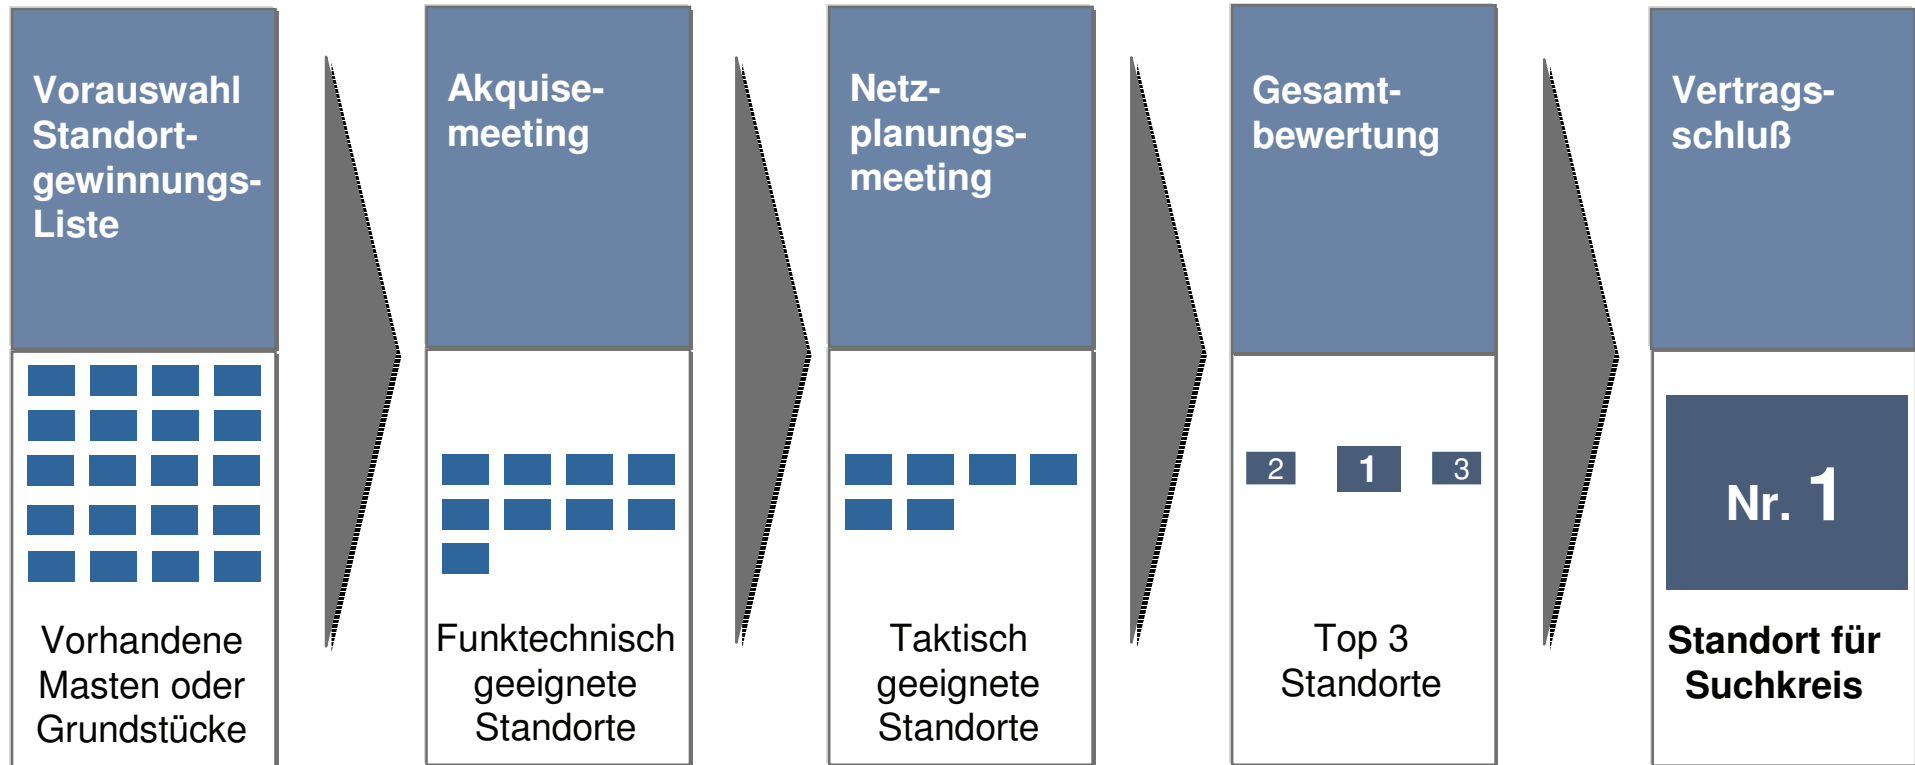 Vorauswahl
Standort-
gewinnungs-
Liste
Vorhandene
Masten oder
Grundstücke
Akquise-
meeting
Funktechnisch
geeignete
Standorte
Netz-
planungs-
meeting
Taktisch
geeignete
Standorte
Gesamt-
bewertung
2 1 3
Top 3
Standorte
Vertrags-
schluß
Nr. 1
Standort für
Suchkreis